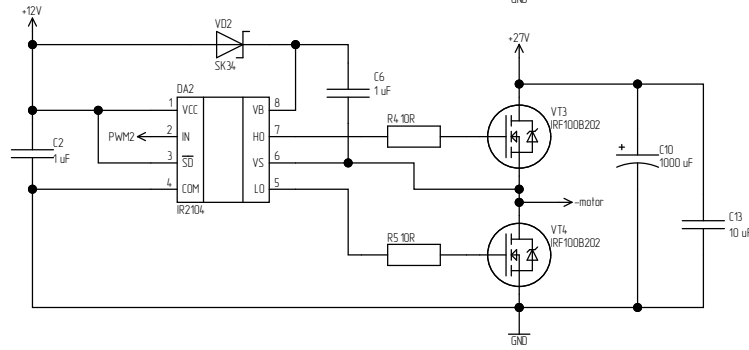 GND
+12V
VD2
SK34
+27V
DA2
C6
1 uF
1 VCC VB 8
PWM2 2 IN HO 7
3 SD VS 6
4 COM LO 5
IR2104
C2
1 uF
R4 10R
VT3
IRF100B202
C10
1000 uF
-motor
C13
10 uF
R5 10R
VT4
IRF100B202
GND